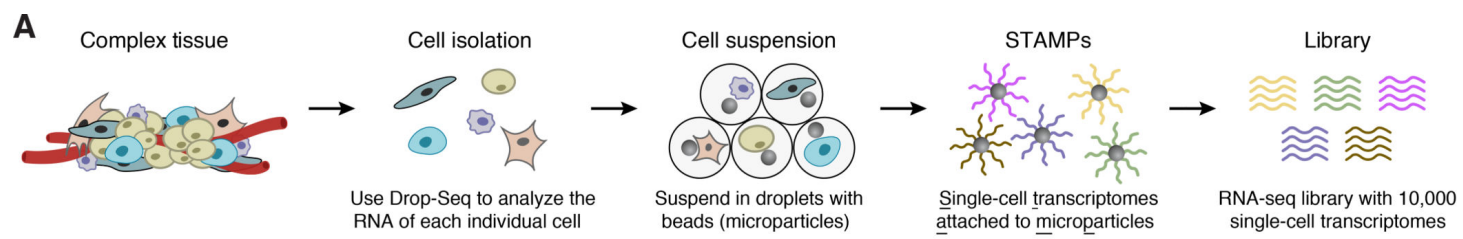 A
Complex tissue
Cell isolation
Cell suspension
STAMPs
Library
Use Drop-Seq to analyze the
RNA of each individual cell
Suspend in droplets with
beads (microparticles)
Single-cell transcriptomes
attached to microparticles
RNA-seq library with 10,000
single-cell transcriptomes